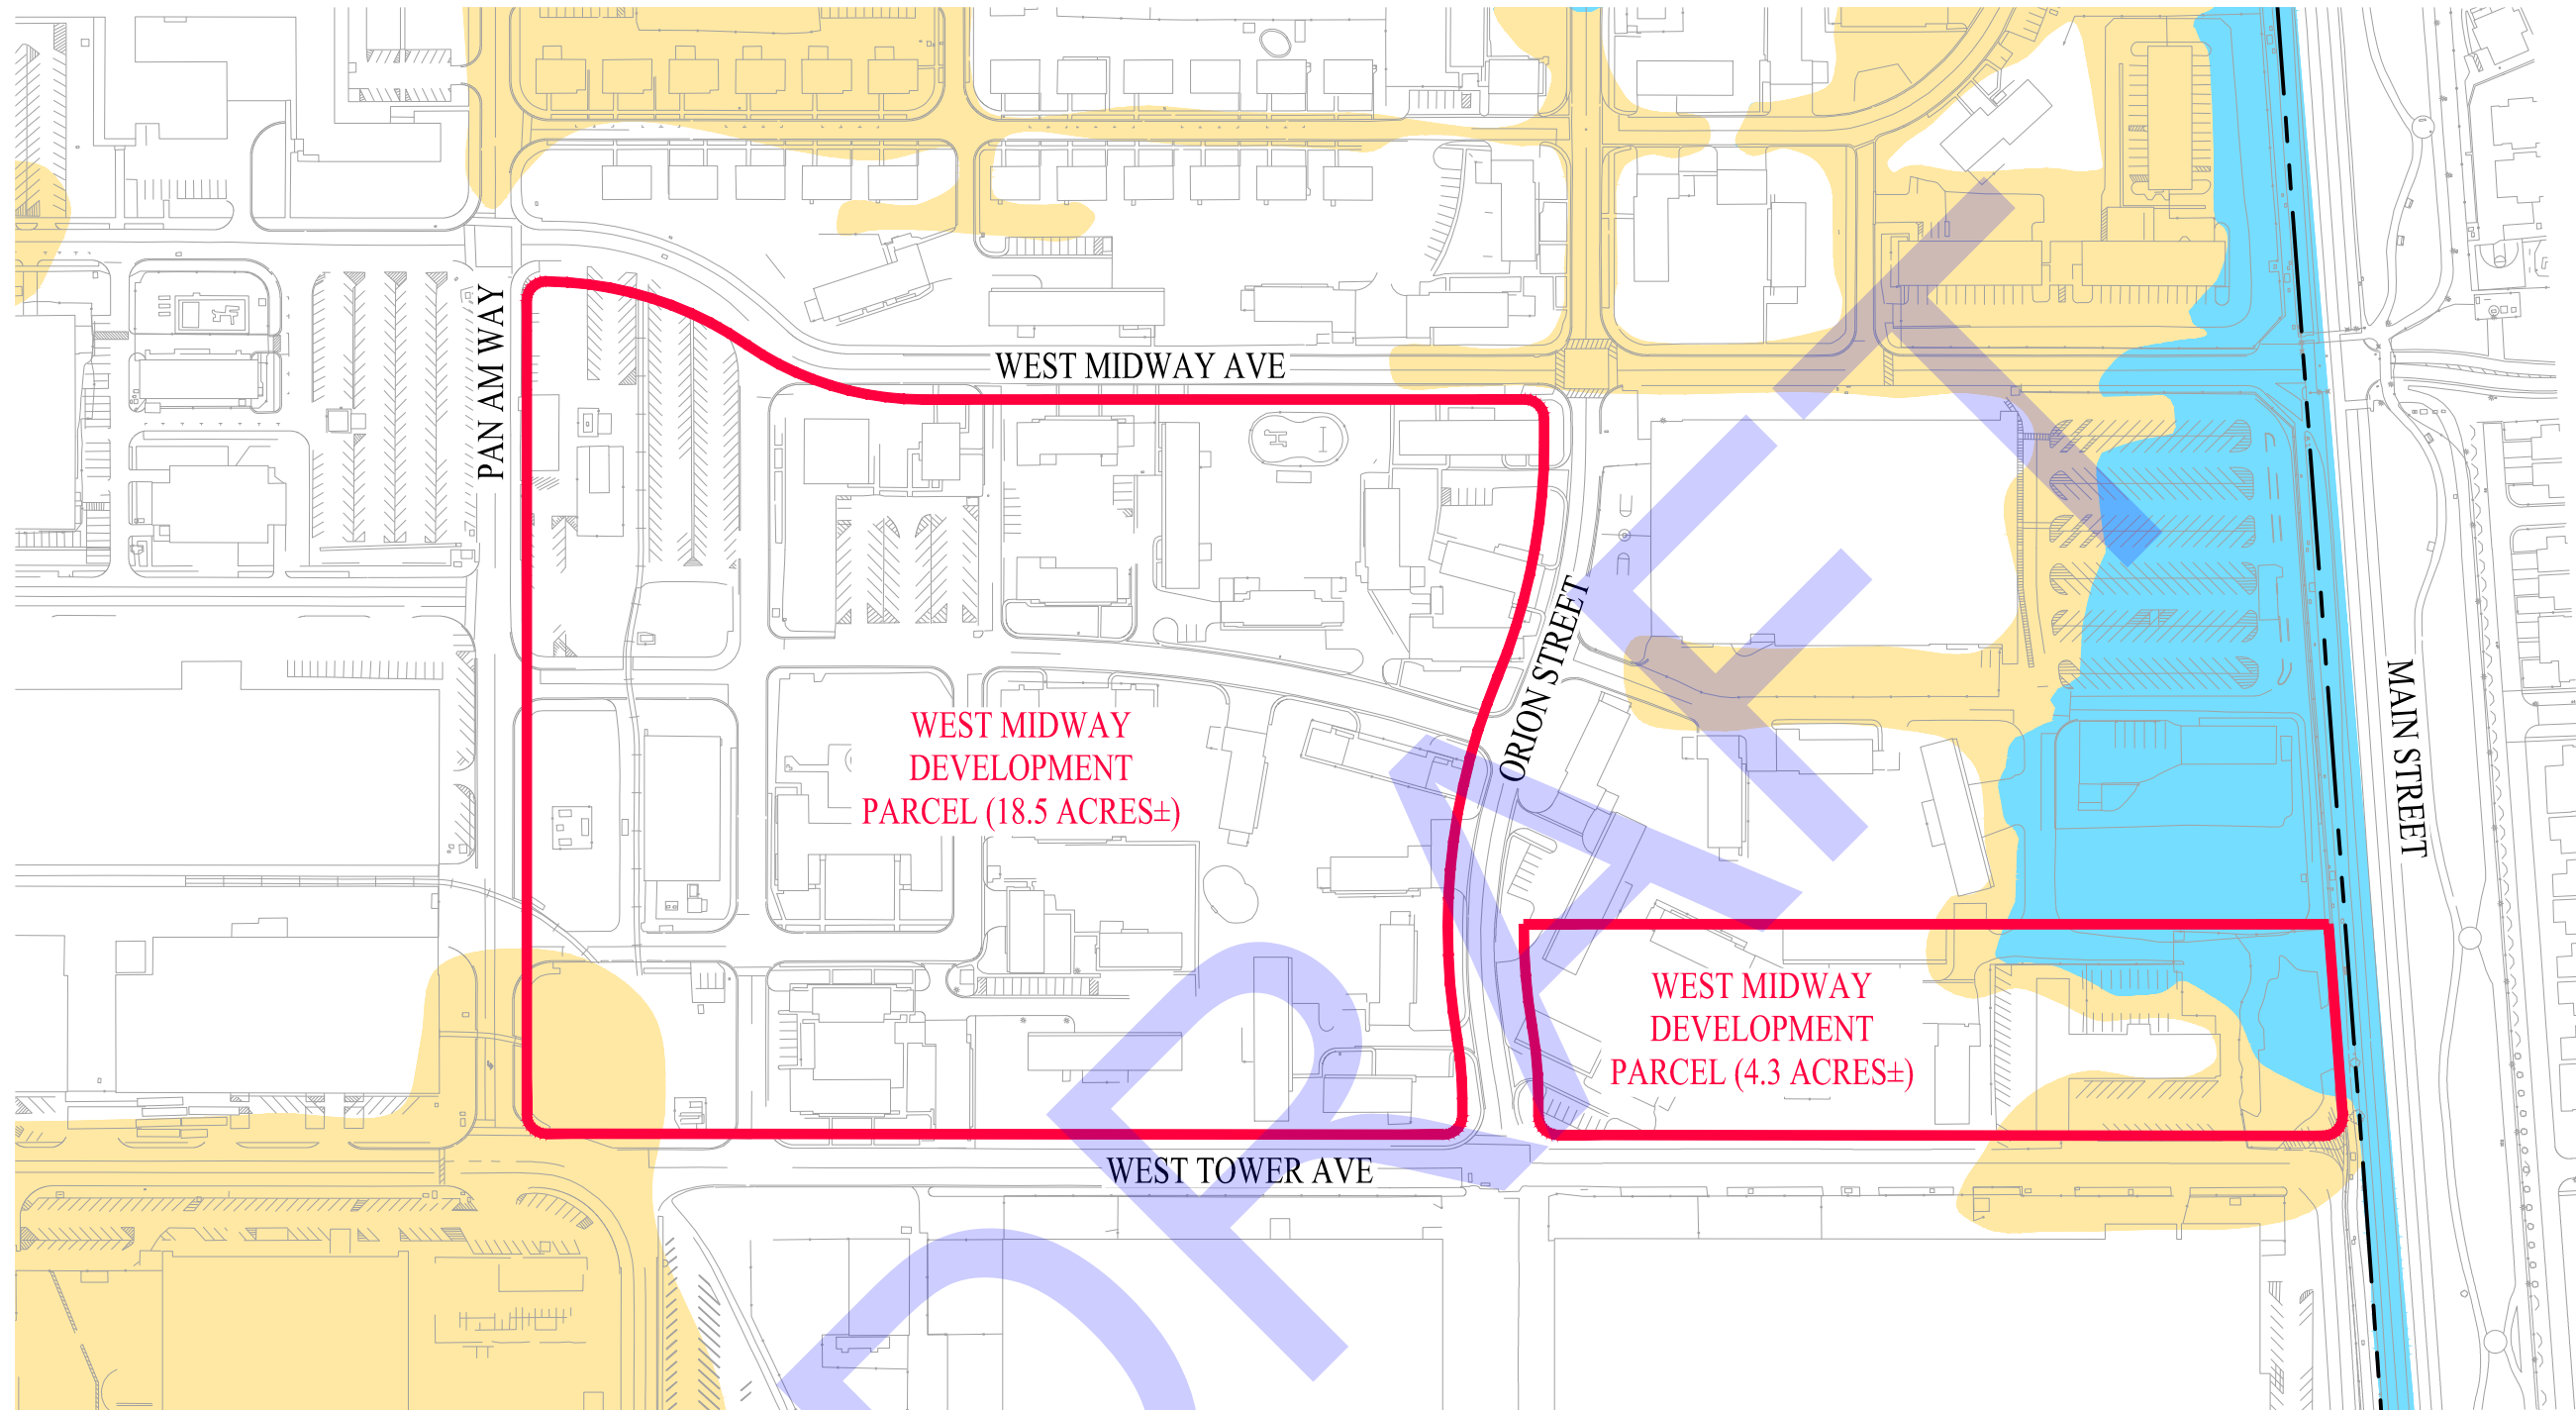 WEST MIDWAY AVE
PAN AM WAY
ORION STREET
WEST MIDWAY
DEVELOPMENT
PARCEL (18.5 ACRES±)
MAIN STREET
WEST MIDWAY
DEVELOPMENT
PARCEL (4.3 ACRES±)
WEST TOWER AVE
DRAFT